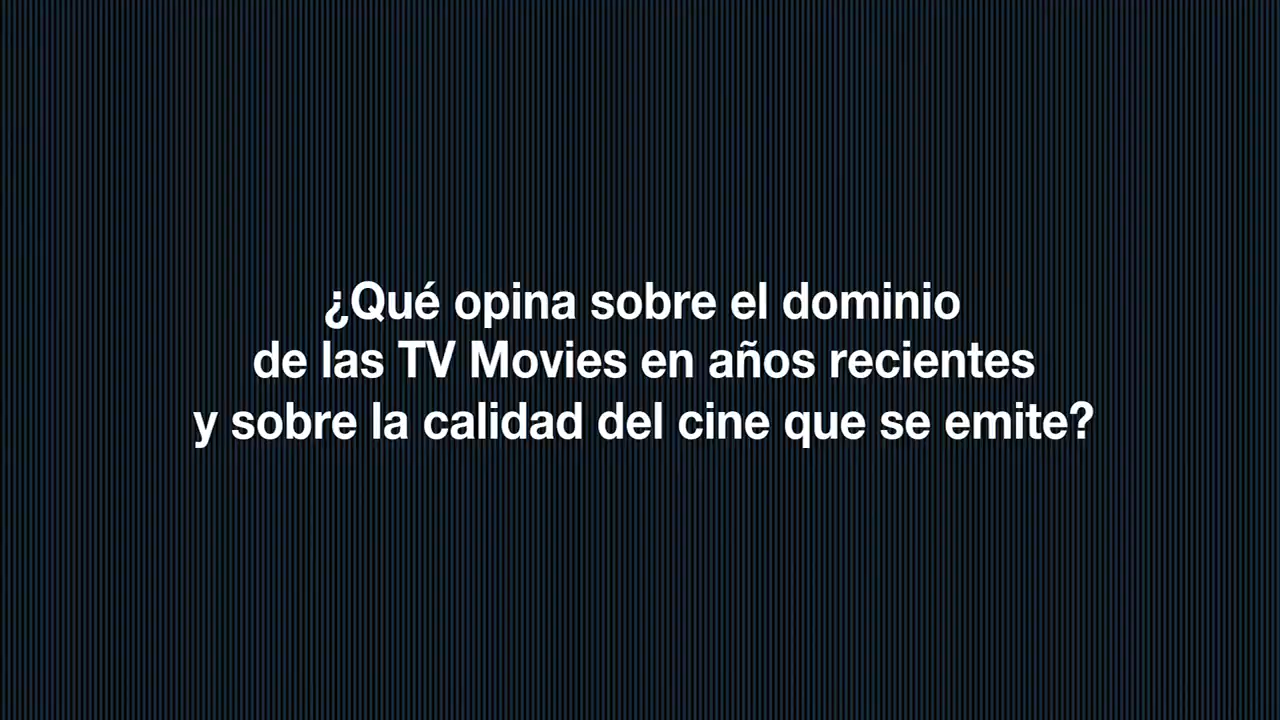 ¿Qué opina sobre el dominio
de las TV Movies en años recientes
y sobre la calidad del cine que se emite?